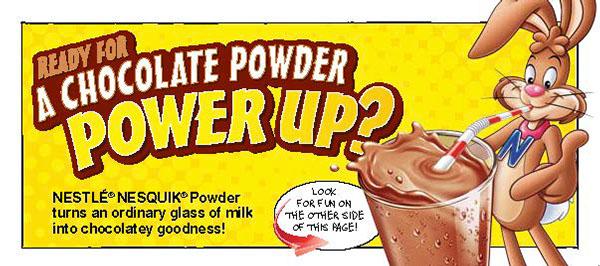 READY FOR
A CHOCOLATE POWDER
POWER UP?
NESTLÉ® NESQUIK® Powder
turns an ordinary glass of milk
into chocolatey goodness!
LOOK
FOR FUN ON
THE OTHER SIDE
OF THIS PAGE!
N